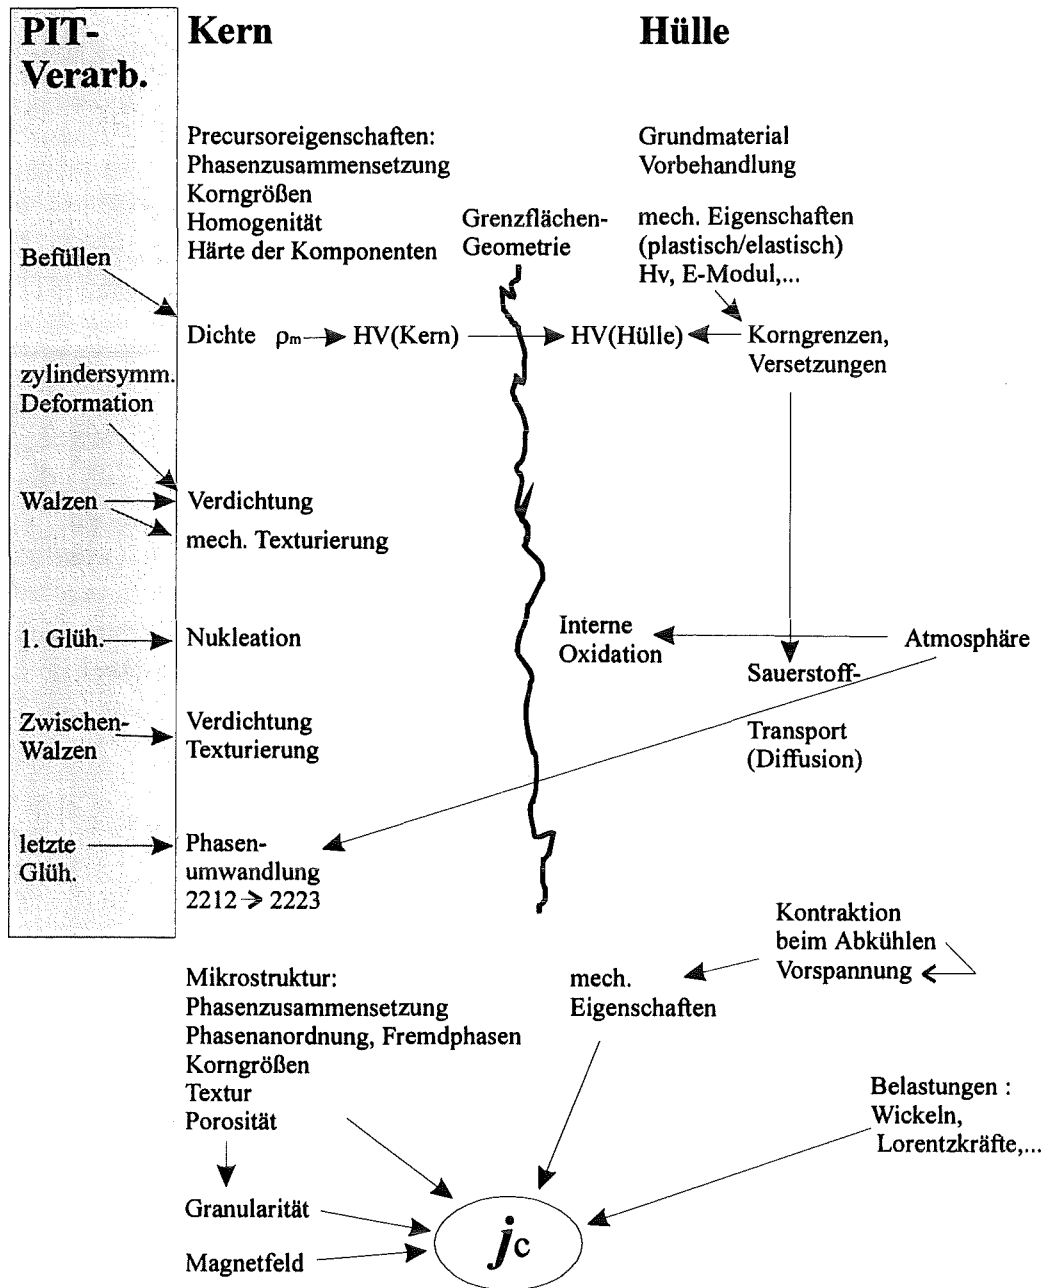 PIT-
Verarb.
Kern
Hülle
Precursoreigenschaften:
Phasenzusammensetzung
Korngrößen
Homogenität
Härte der Komponenten
Grenzflächen-
Geometrie
Grundmaterial
Vorbehandlung
mech. Eigenschaften
(plastisch/elastisch)
Hv, E-Modul,...
Befüllen
Dichte ρm
HV(Kern)
HV(Hülle)
Korngrenzen,
Versetzungen
zylindersymm.
Deformation
Walzen
Verdichtung
mech. Texturierung
1. Glüh.
Nukleation
Interne
Oxidation
Atmosphäre
Sauerstoff-
Transport
(Diffusion)
Zwischen-
Walzen
Verdichtung
Texturierung
letzte
Glüh.
Phasen-
umwandlung
2212 → 2223
Kontraktion
beim Abkühlen
Vorspannung
mech.
Eigenschaften
Mikrostruktur:
Phasenzusammensetzung
Phasenanordnung, Fremdphasen
Korngrößen
Textur
Porosität
Belastungen :
Wickeln,
Lorentzkräfte,...
Granularität
Magnetfeld
jc